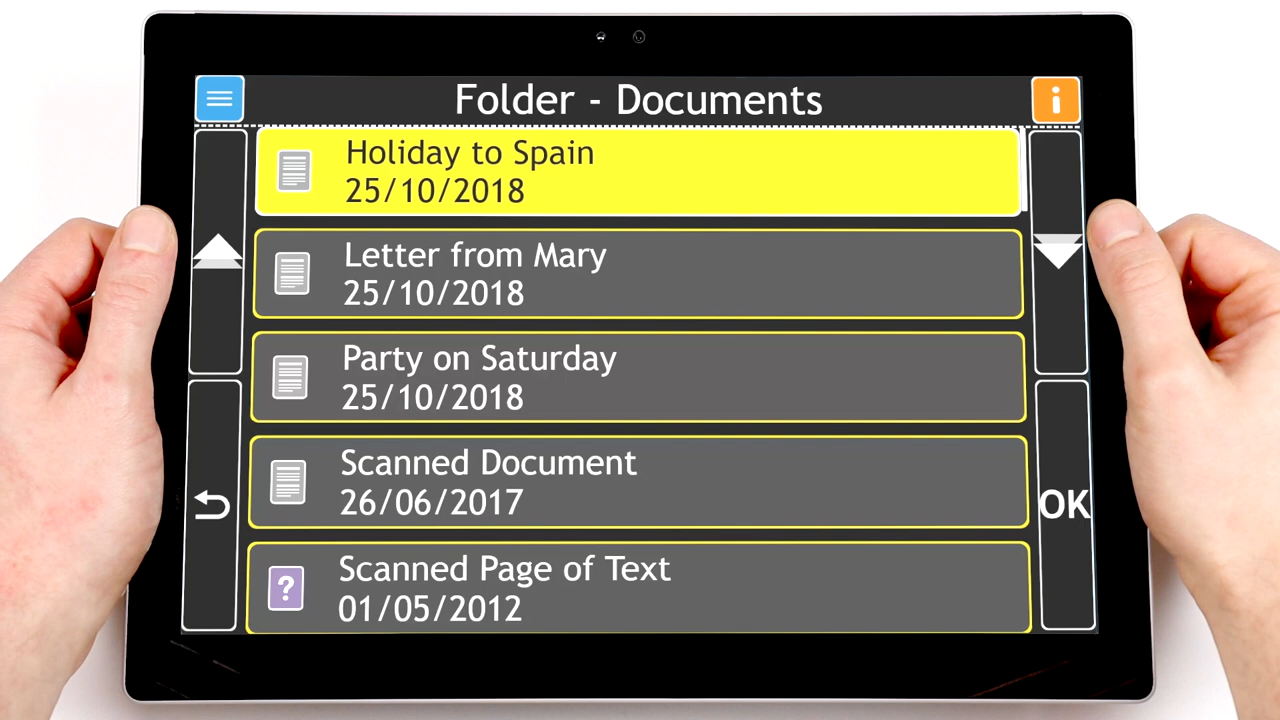 Folder - Documents
Holiday to Spain
25/10/2018
Letter from Mary
25/10/2018
Party on Saturday
25/10/2018
Scanned Document
26/06/2017
OK
Scanned Page of Text
01/05/2012